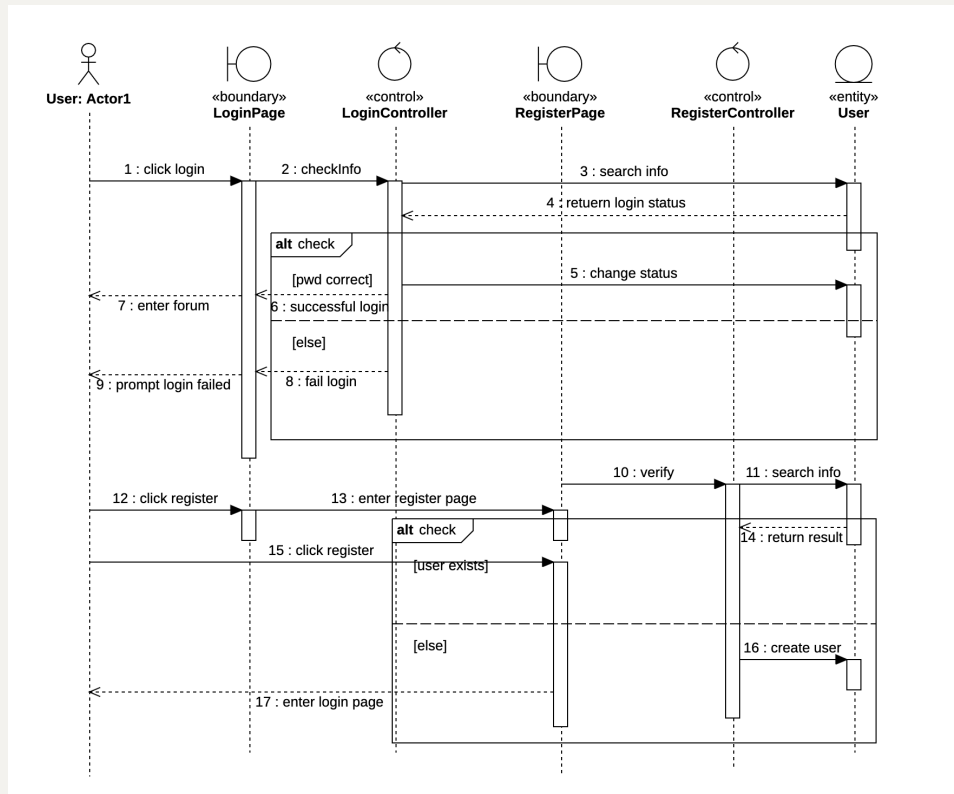 User: Actor1
«boundary»
LoginPage
«control»
LoginController
«boundary»
RegisterPage
«control»
RegisterController
«entity»
User
1 : click login
2 : checkInfo
3 : search info
4 : retuern login status
alt check
[pwd correct]
5 : change status
6 : successful login
7 : enter forum
[else]
8 : fail login
9 : prompt login failed
10 : verify
11 : search info
12 : click register
13 : enter register page
alt check
14 : return result
15 : click register
[user exists]
[else]
16 : create user
17 : enter login page